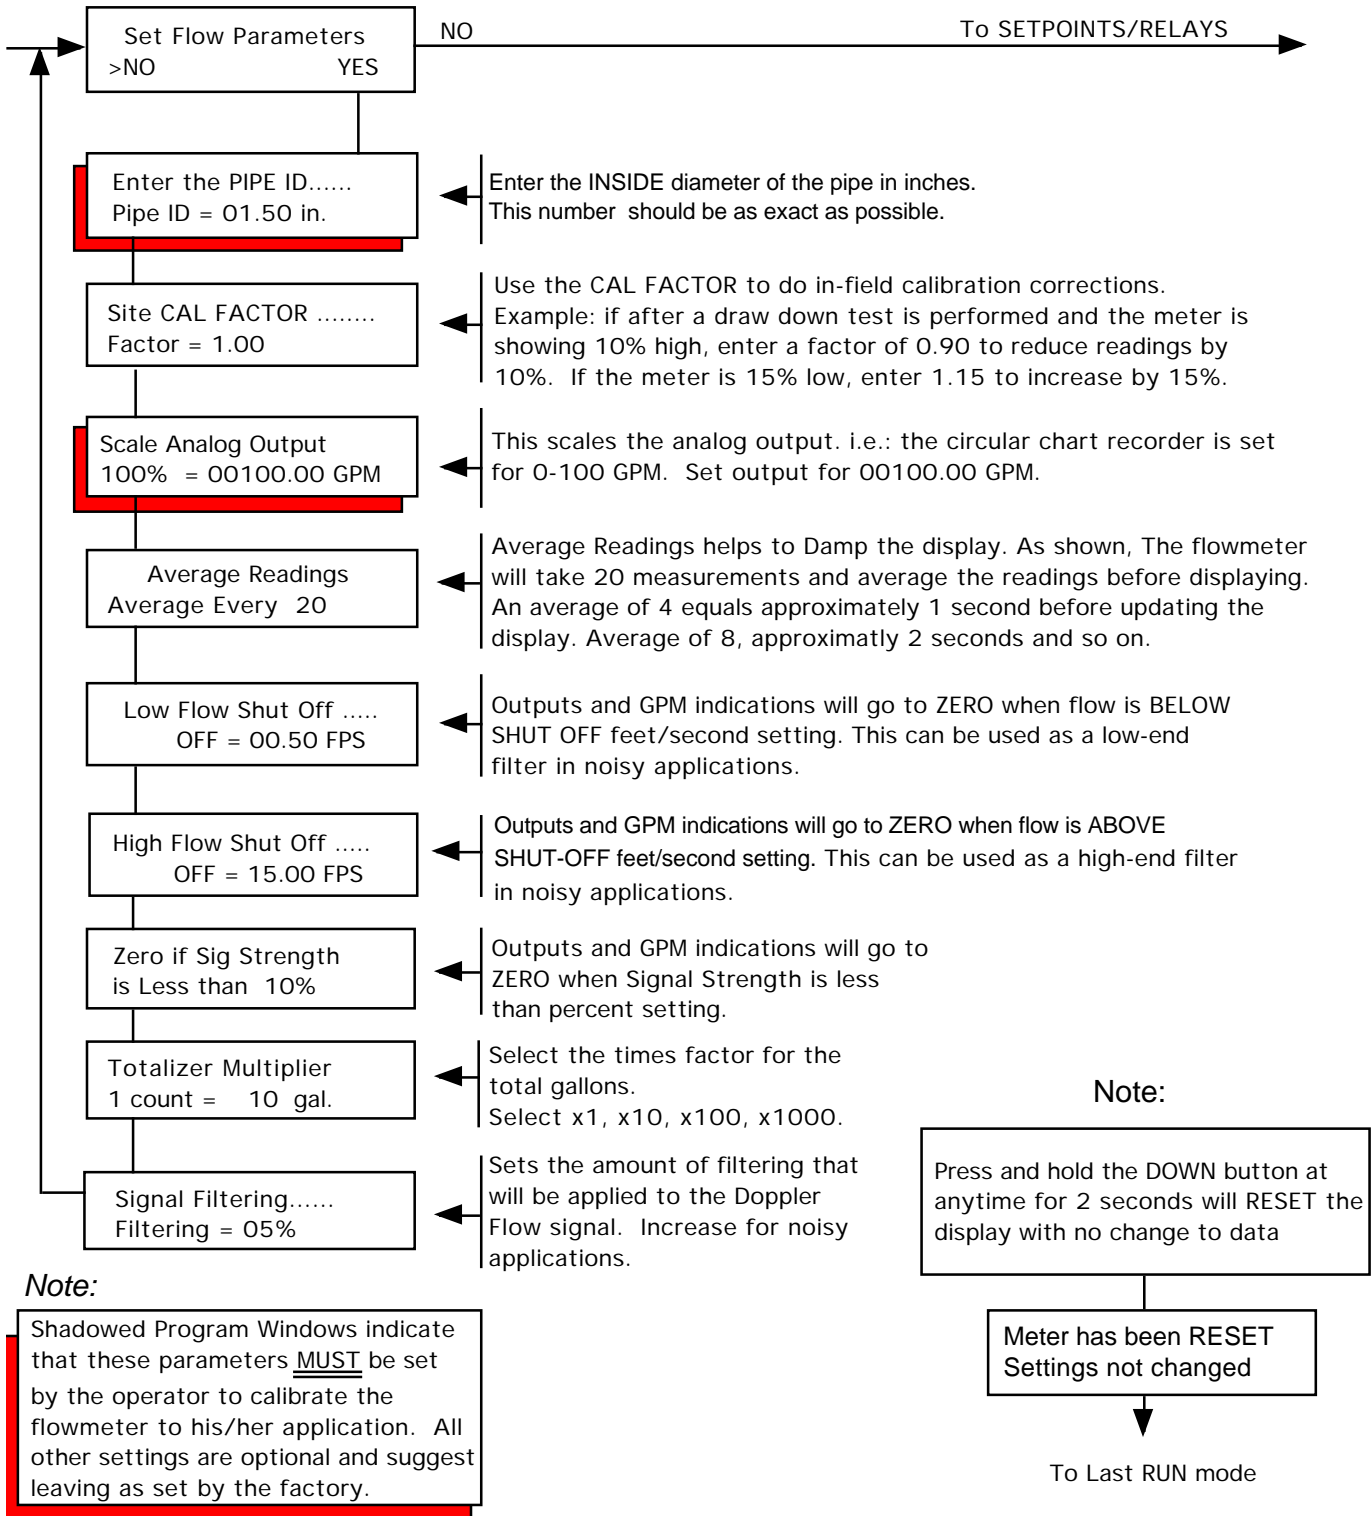 Set Flow Parameters
>NO YES
NO
To SETPOINTS/RELAYS
Enter the PIPE ID......
Pipe ID = 01.50 in.
Enter the INSIDE diameter of the pipe in inches.
This number should be as exact as possible.
Site CAL FACTOR ........
Factor = 1.00
Use the CAL FACTOR to do in-field calibration corrections.
Example: if after a draw down test is performed and the meter is
showing 10% high, enter a factor of 0.90 to reduce readings by
10%. If the meter is 15% low, enter 1.15 to increase by 15%.
Scale Analog Output
100% = 00100.00 GPM
This scales the analog output. i.e.: the circular chart recorder is set
for 0-100 GPM. Set output for 00100.00 GPM.
Average Readings
Average Every 20
Average Readings helps to Damp the display. As shown, The flowmeter
will take 20 measurements and average the readings before displaying.
An average of 4 equals approximately 1 second before updating the
display. Average of 8, approximatly 2 seconds and so on.
Low Flow Shut Off .....
OFF = 00.50 FPS
Outputs and GPM indications will go to ZERO when flow is BELOW
SHUT OFF feet/second setting. This can be used as a low-end
filter in noisy applications.
High Flow Shut Off .....
OFF = 15.00 FPS
Outputs and GPM indications will go to ZERO when flow is ABOVE
SHUT-OFF feet/second setting. This can be used as a high-end filter
in noisy applications.
Zero if Sig Strength
is Less than 10%
Outputs and GPM indications will go to
ZERO when Signal Strength is less
than percent setting.
Totalizer Multiplier
1 count = 10 gal.
Select the times factor for the
total gallons.
Select x1, x10, x100, x1000.
Signal Filtering......
Filtering = 05%
Sets the amount of filtering that
will be applied to the Doppler
Flow signal. Increase for noisy
applications.
Note:
Press and hold the DOWN button at
anytime for 2 seconds will RESET the
display with no change to data
Meter has been RESET
Settings not changed
To Last RUN mode
Note:
Shadowed Program Windows indicate
that these parameters MUST be set
by the operator to calibrate the
flowmeter to his/her application. All
other settings are optional and suggest
leaving as set by the factory.